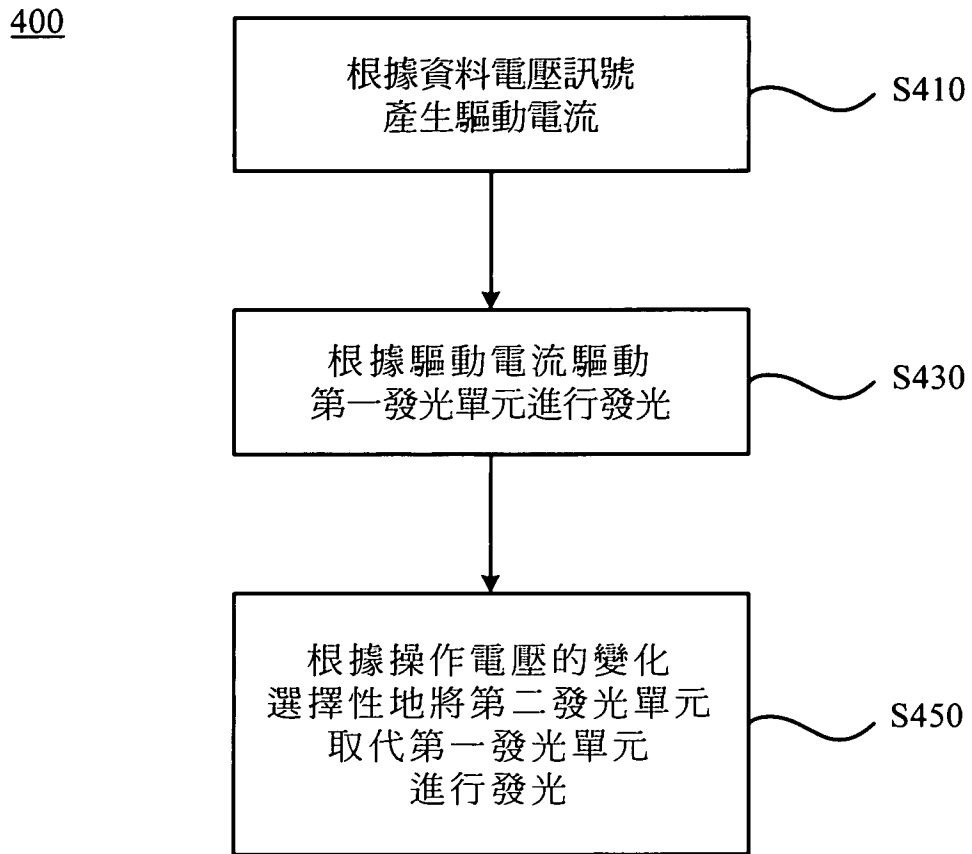 400
根據資料電壓訊號
產生驅動電流
S410
根據驅動電流驅動
第一發光單元進行發光
S430
根據操作電壓的變化
選擇性地將第二發光單元
取代第一發光單元
進行發光
S450